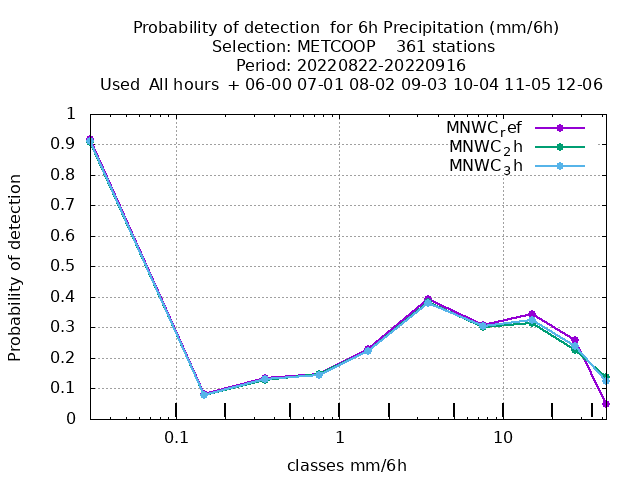 Probability of detection  for 6h Precipitation (mm/6h)
Selection: METCOOP    361 stations
Period: 20220822-20220916
Used  All hours  + 06-00 07-01 08-02 09-03 10-04 11-05 12-06
MNWCref
MNWC2h
MNWC3h
1
0.9
0.8
0.7
0.6
0.5
0.4
0.3
0.2
0.1
0
Probability of detection
0.1 1 10
classes mm/6h